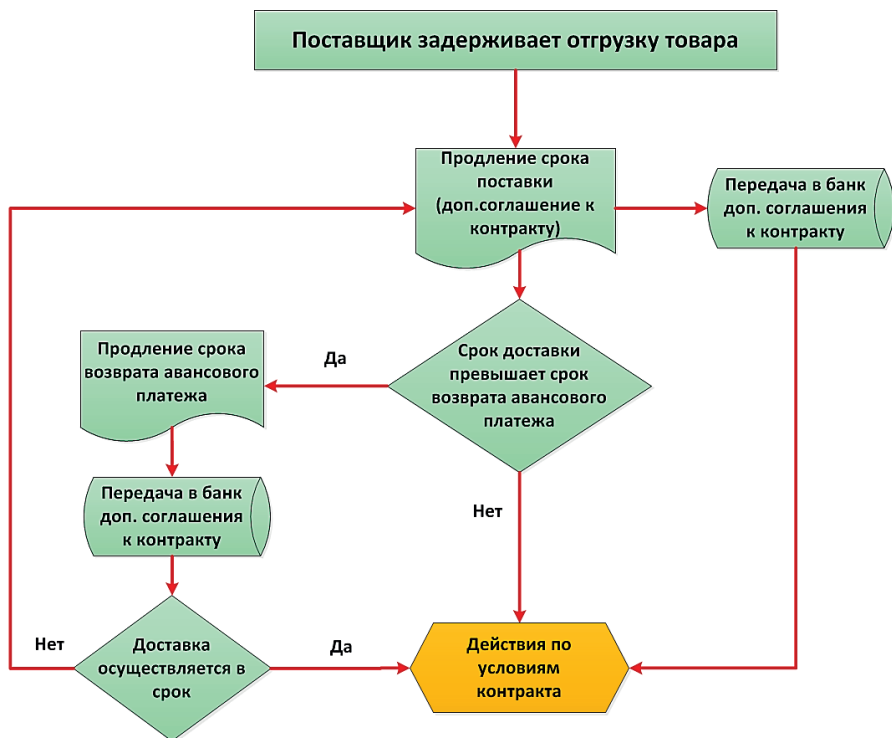 Поставщик задерживает отгрузку товара
Продление срока
поставки
(доп.соглашение к
контракту)
Передача в банк
доп. соглашения
к контракту
Продление срока
возврата авансового
платежа
Да
Срок доставки
превышает срок
возврата авансового
платежа
Передача в банк
доп. соглашения
к контракту
Нет
Нет
Доставка
осуществляется в
срок
Да
Действия по
условиям
контракта